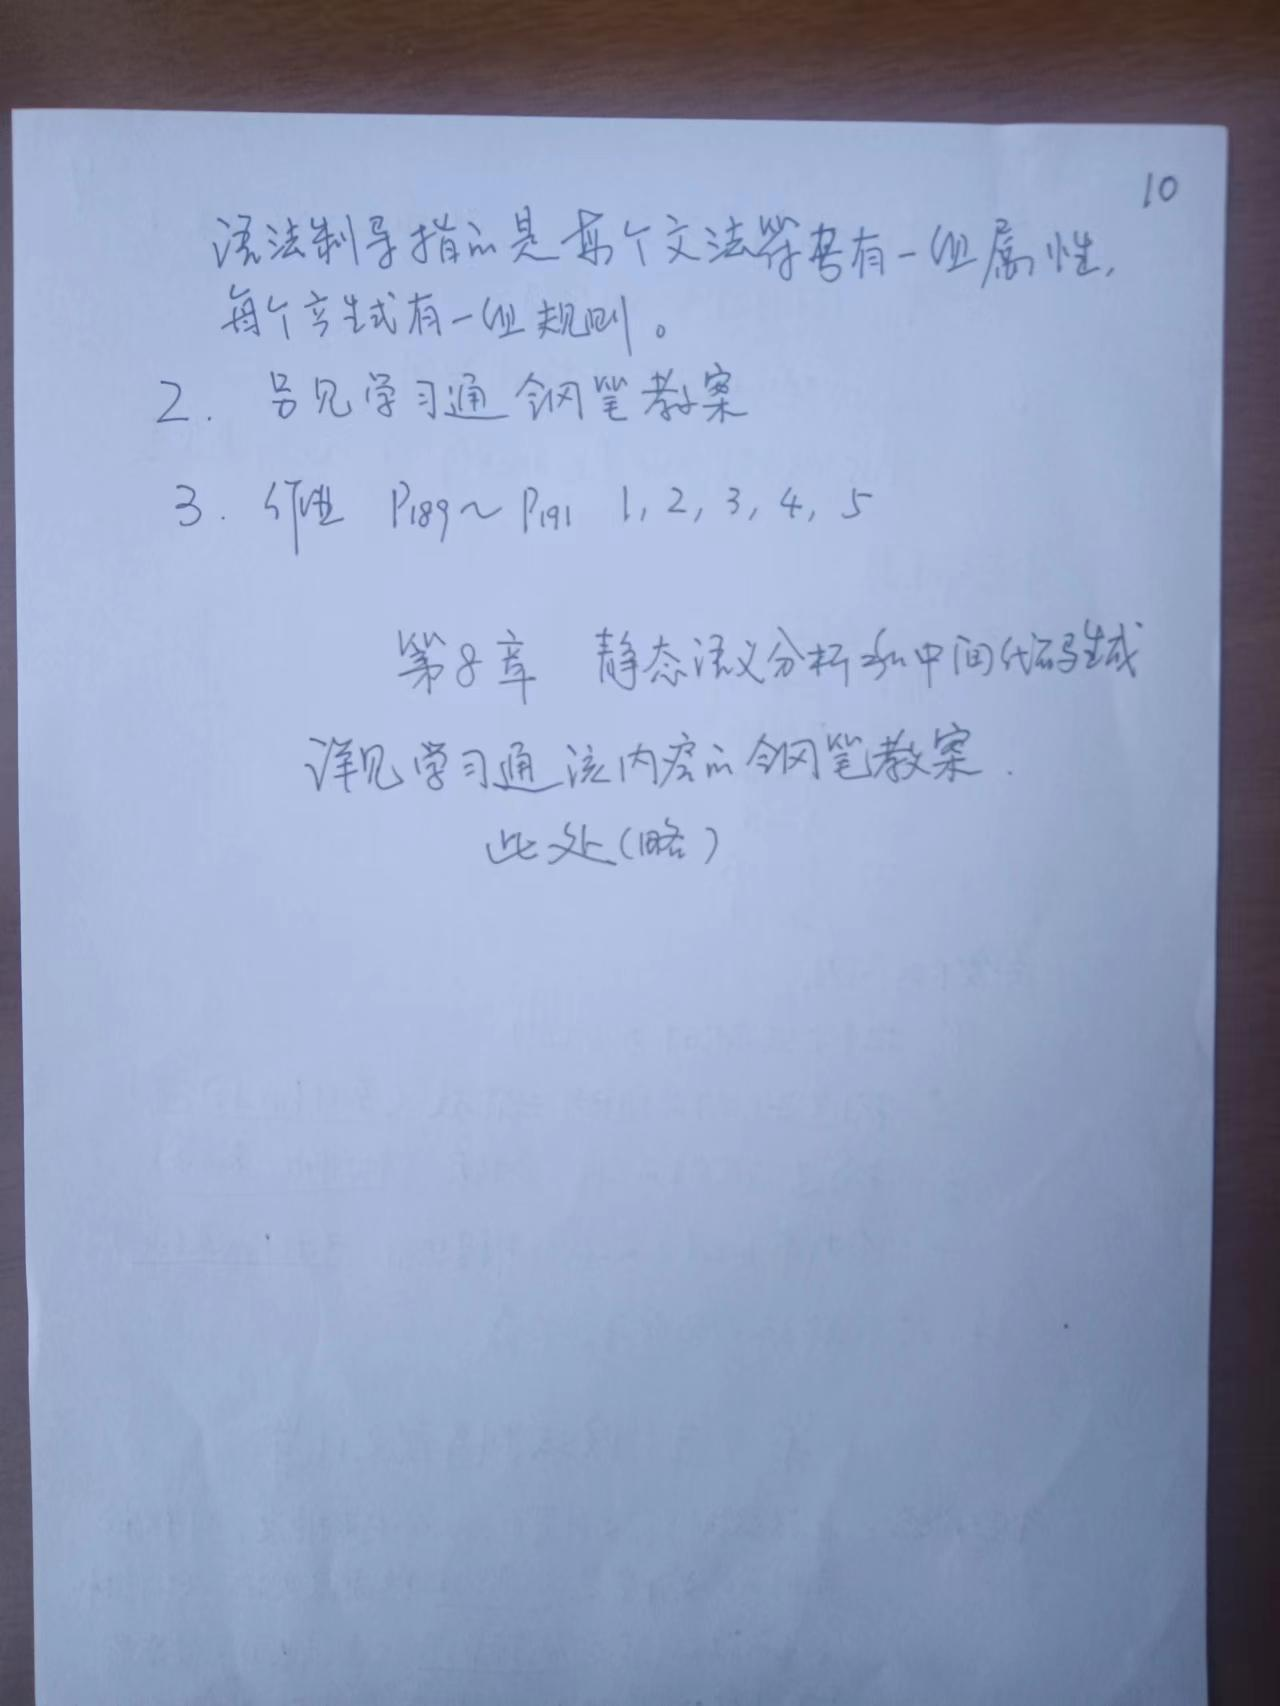 10
语法制导指的是每个文法符号有一组属性,
每个产生式有一组规则。
2. 另见学习通钢笔教案
3. 作业 P189~P191 1, 2, 3, 4, 5
第8章 静态语义分析和中间代码生成
详见学习通该内容的钢笔教案.
此处(略)